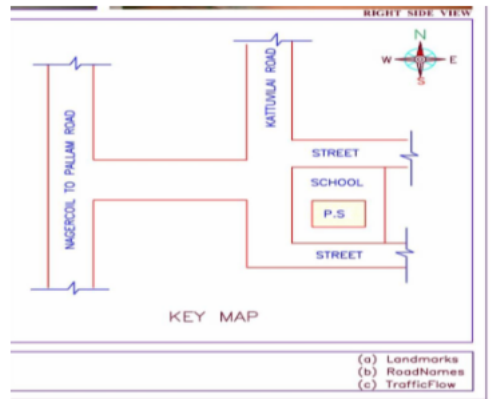 RIGHT SIDE VIEW
N
W E
S
KATTUVILAI ROAD
NAGERCOIL TO PALLAM ROAD
STREET
SCHOOL
P.S
STREET
KEY MAP
(a) Landmarks
(b) RoadNames
(c) TrafficFlow